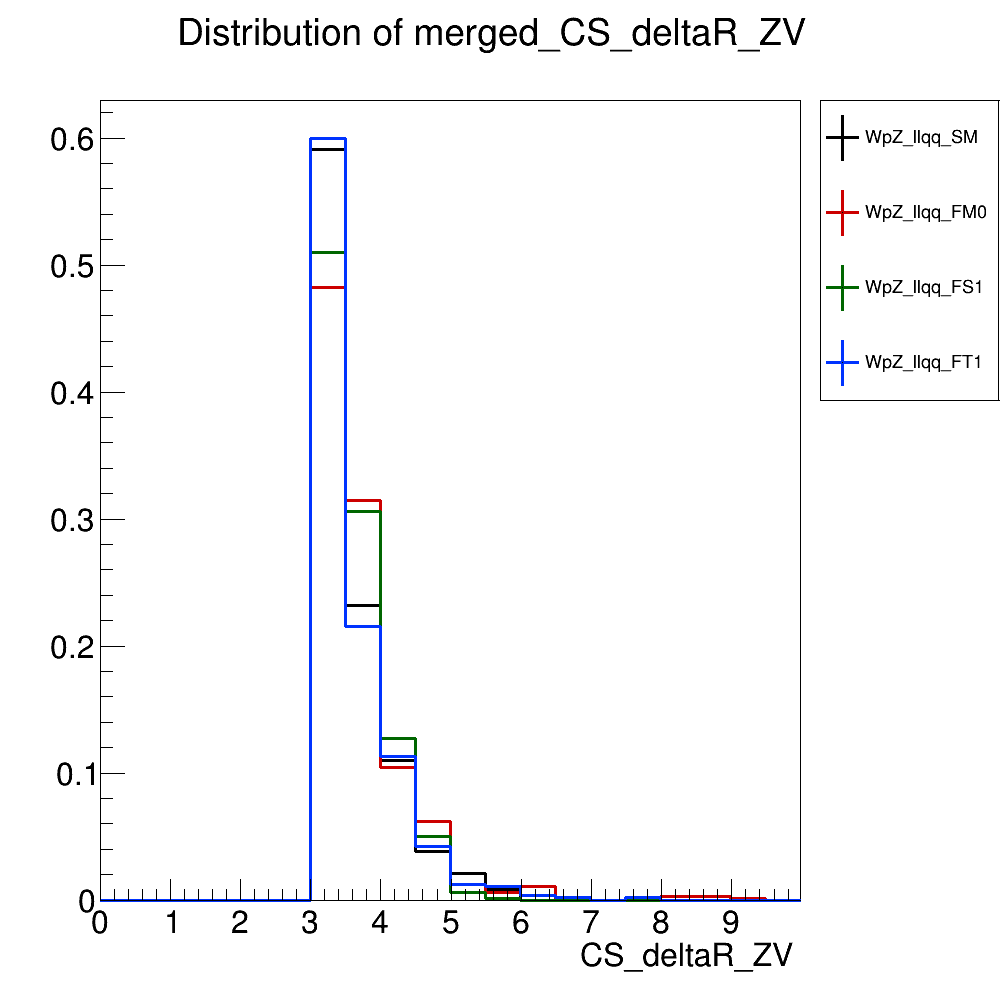 Distribution of merged_CS_deltaR_ZV
WpZ_llqq_SM
WpZ_llqq_FM0
WpZ_llqq_FS1
WpZ_llqq_FT1
0.6
0.5
0.4
0.3
0.2
0.1
0
0 1 2 3 4 5 6 7 8 9
CS_deltaR_ZV